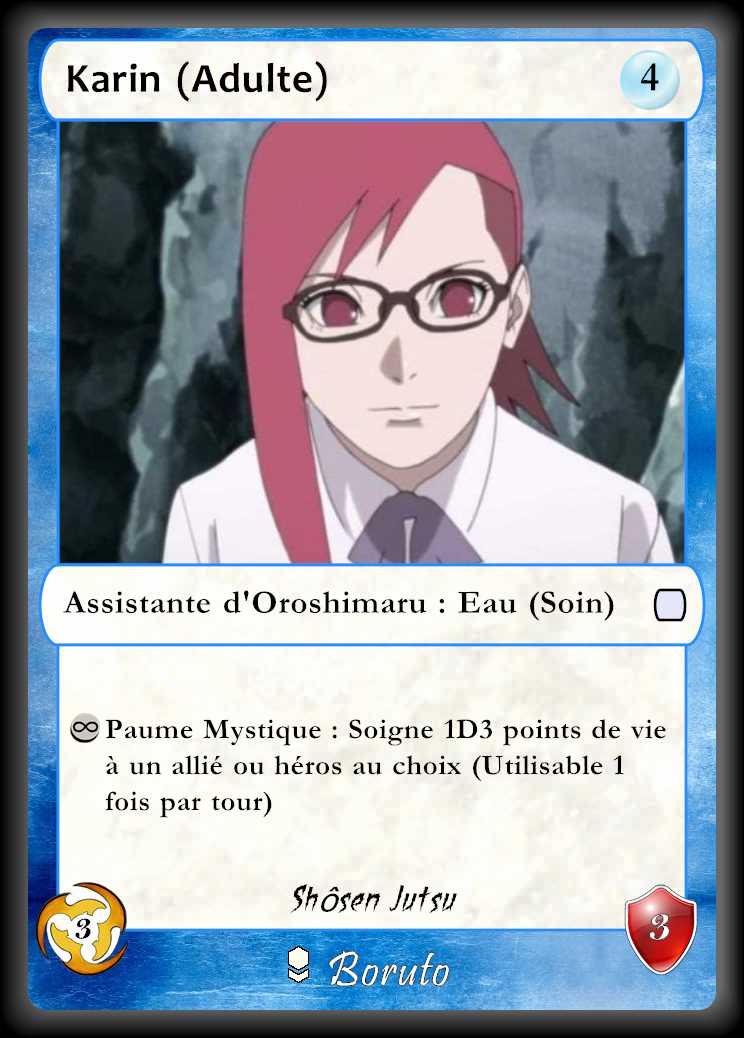 Karin (Adulte)
4
Assistante d'Oroshimaru : Eau (Soin)
∞ Paume Mystique : Soigne 1D3 points de vie
à un allié ou héros au choix (Utilisable 1
fois par tour)
Shôsen Jutsu
3
3
Boruto